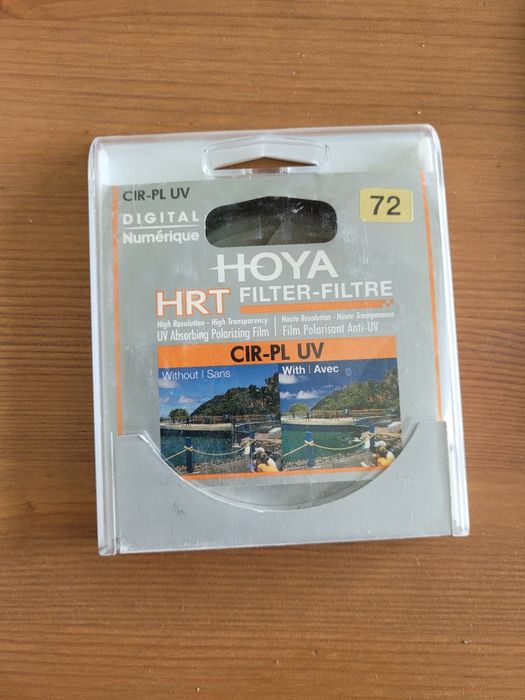 CIR-PL UV
72
DIGITAL
Numérique
HOYA
HRT FILTER-FILTRE
High Resolution - High Transparency
UV Absorbing Polarizing Film
Haute Résolution - Haute Transparence
Film Polarisant Anti-UV
CIR-PL UV
Without | Sans
With | Avec